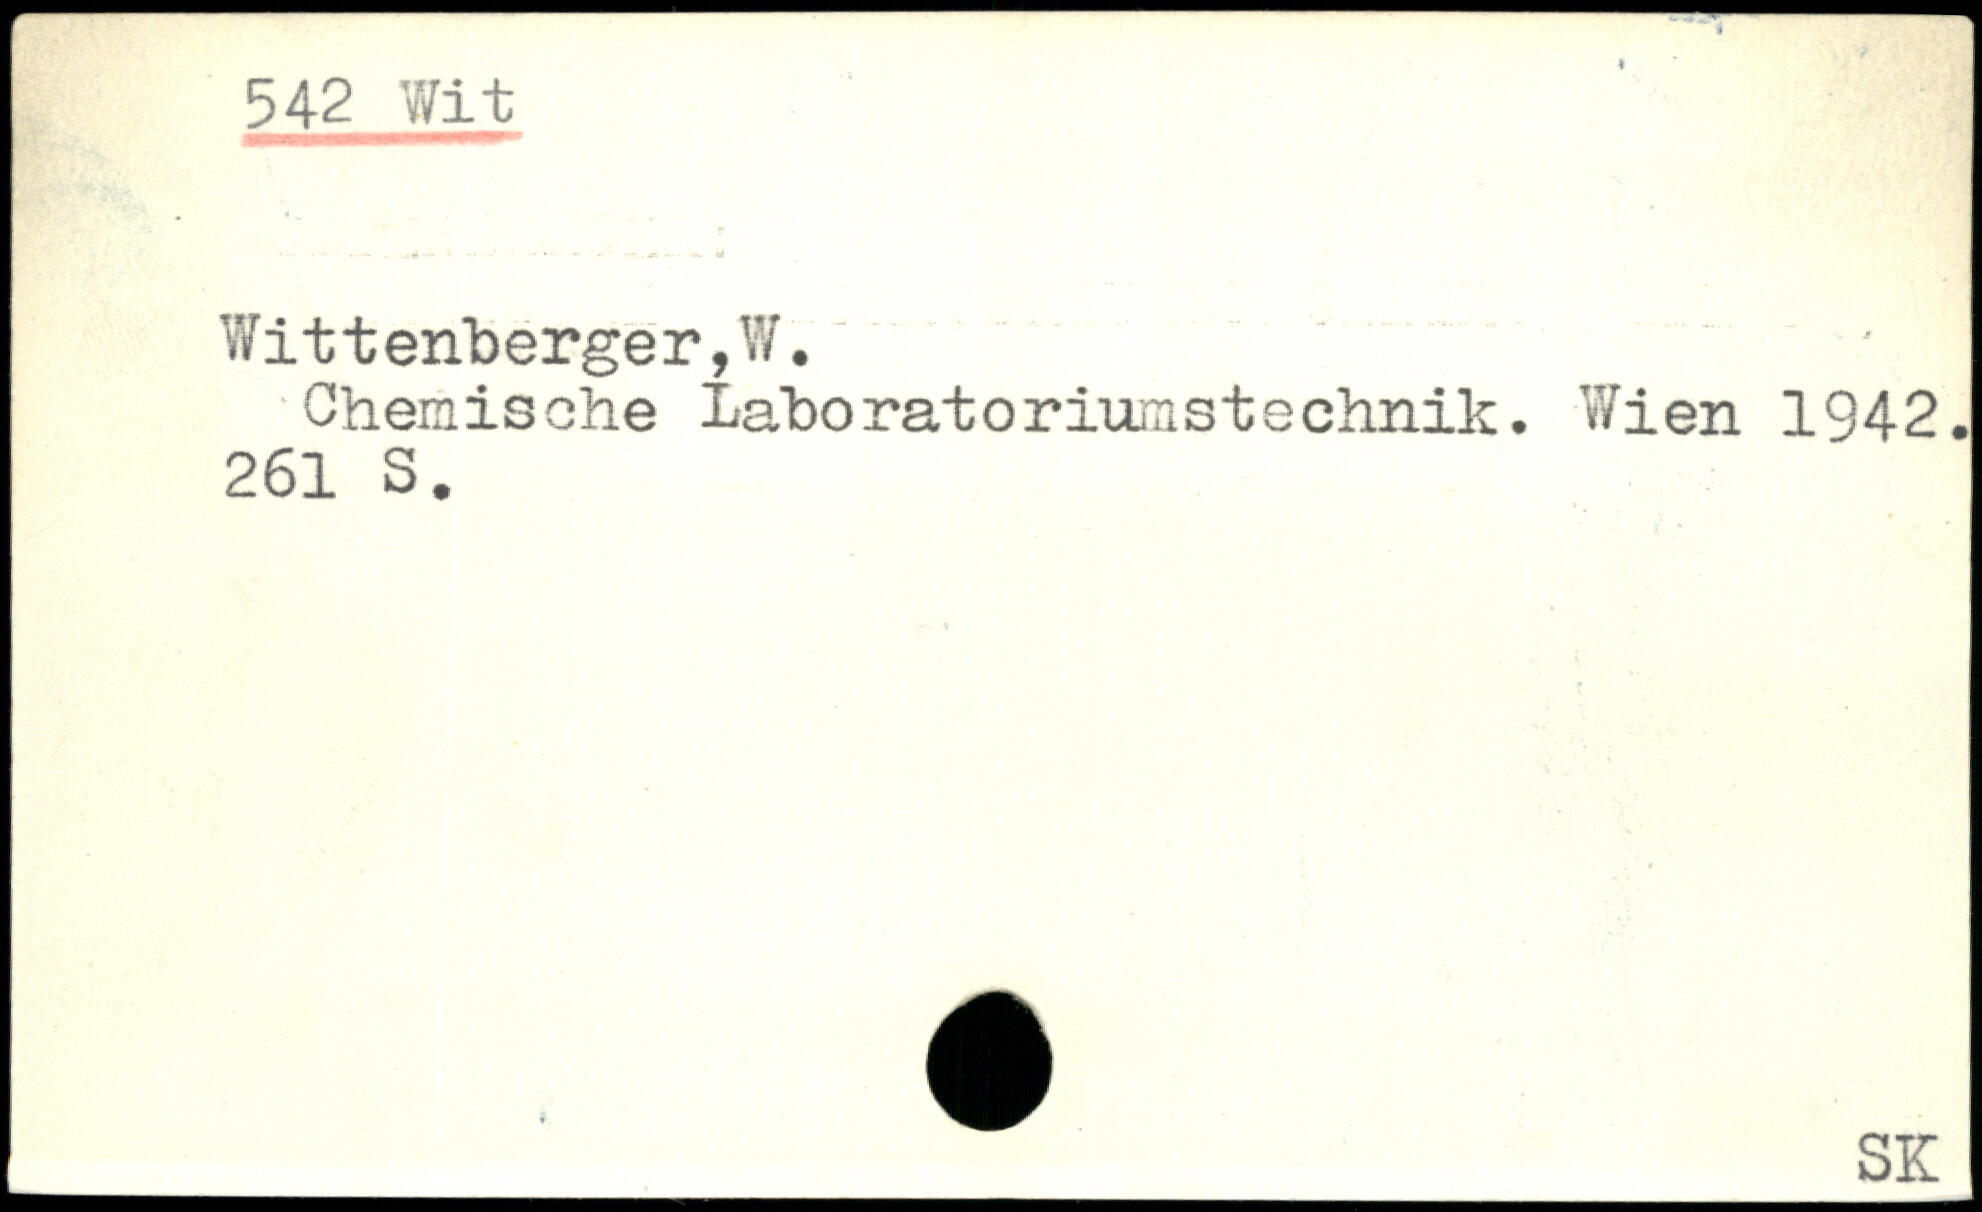 542 Wit
Wittenberger,W.
Chemische Laboratoriumstechnik. Wien 1942.
261 S.
SK